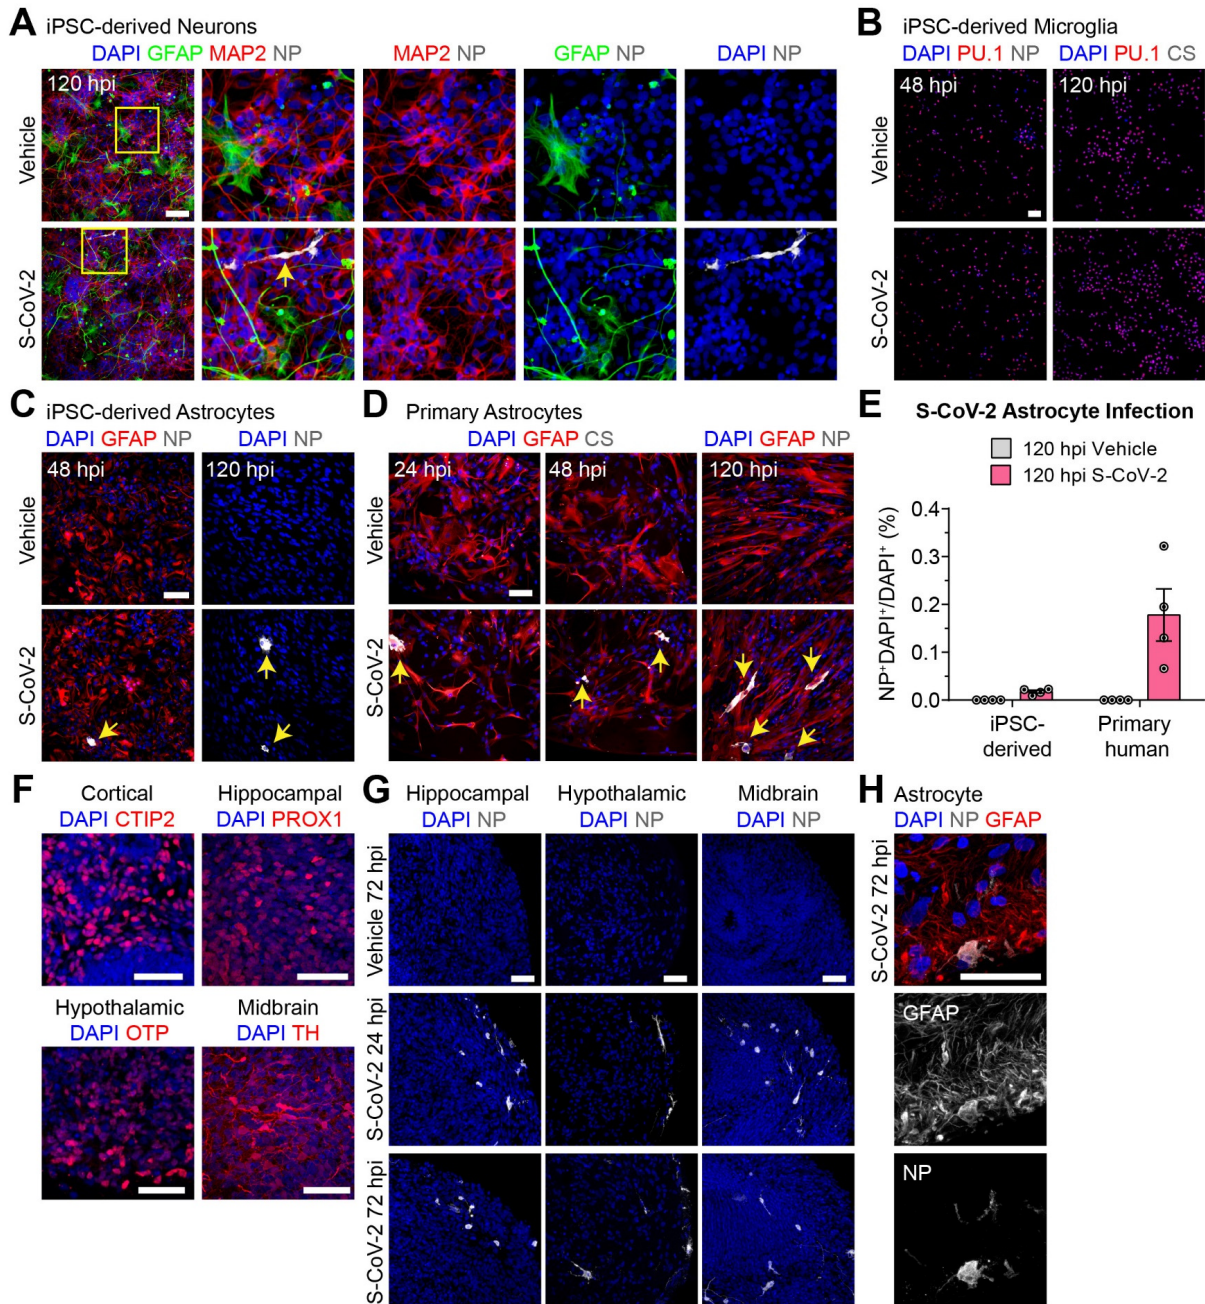 A iPSC-derived Neurons
DAPI GFAP MAP2 NP
MAP2 NP
GFAP NP
DAPI NP
120 hpi
Vehicle
S-CoV-2
B iPSC-derived Microglia
DAPI PU.1 NP
DAPI PU.1 CS
48 hpi
120 hpi
Vehicle
S-CoV-2
C iPSC-derived Astrocytes
DAPI GFAP NP
DAPI NP
48 hpi
120 hpi
Vehicle
S-CoV-2
D Primary Astrocytes
DAPI GFAP CS
DAPI GFAP NP
24 hpi
48 hpi
120 hpi
Vehicle
S-CoV-2
E S-CoV-2 Astrocyte Infection
120 hpi Vehicle
120 hpi S-CoV-2
NP⁺DAPI⁺/DAPI⁺ (%)
0.4
0.3
0.2
0.1
0.0
iPSC-
derived
Primary
human
F
Cortical
DAPI CTIP2
Hippocampal
DAPI PROX1
Hypothalamic
DAPI OTP
Midbrain
DAPI TH
G
Hippocampal
DAPI NP
Hypothalamic
DAPI NP
Midbrain
DAPI NP
Vehicle 72 hpi
S-CoV-2 24 hpi
S-CoV-2 72 hpi
H Astrocyte
DAPI NP GFAP
S-CoV-2 72 hpi
GFAP
NP